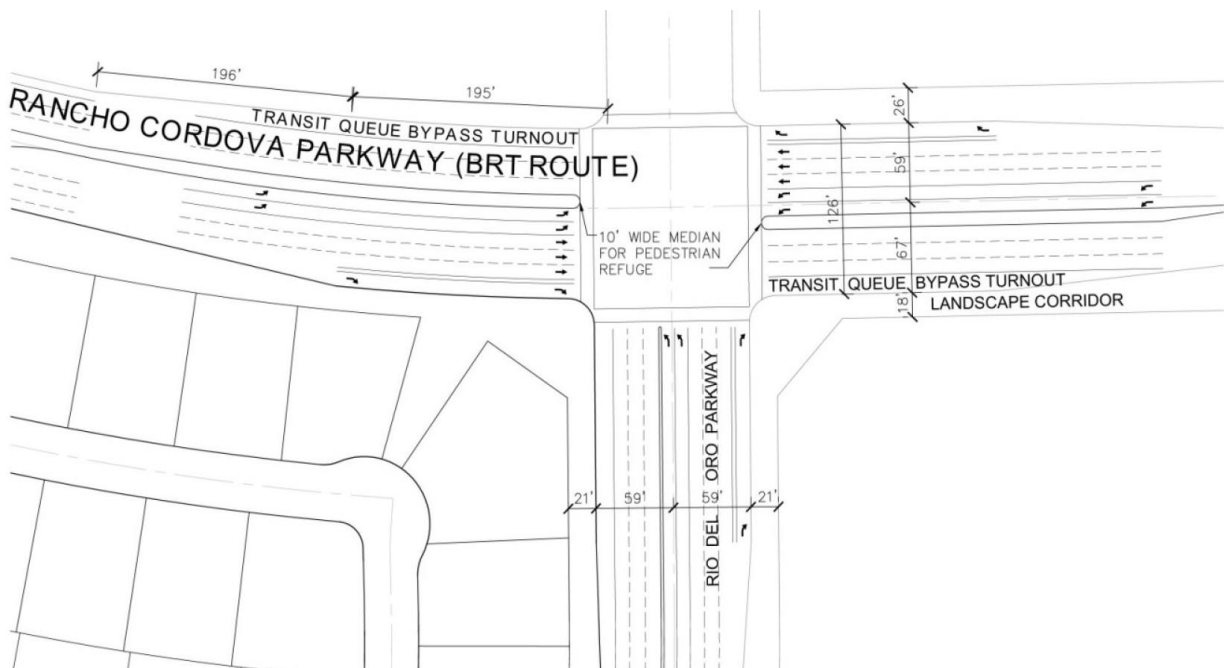 196'
195'
RANCHO CORDOVA PARKWAY (BRT ROUTE)
TRANSIT QUEUE BYPASS TURNOUT
26'
59'
126'
67'
18'
10' WIDE MEDIAN
FOR PEDESTRIAN
REFUGE
TRANSIT QUEUE BYPASS TURNOUT
LANDSCAPE CORRIDOR
RIO DEL ORO PARKWAY
21'
59'
59'
21'